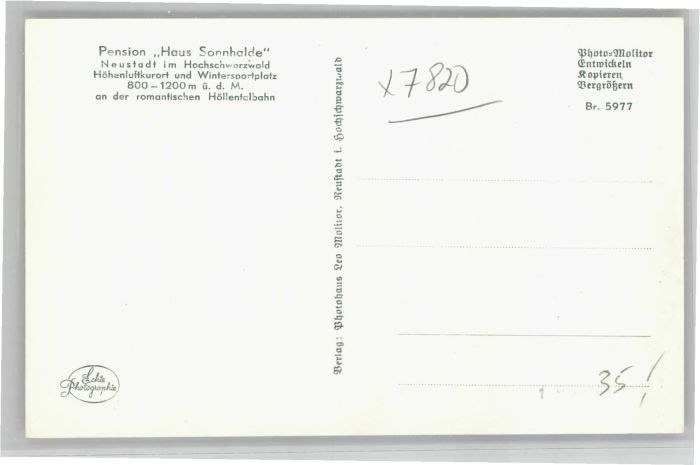 Pension „Haus Sonnhalde"
Neustadt im Hochschwarzwald
Höhenluftkurort und Wintersportplatz
800–1200 m ü. d. M.
an der romantischen Höllentalbahn
Echte
Photographie
Verlag: Photohaus Leo Molitor, Neustadt i. Hochschwarzwald
x7820
Photo=Molitor
Entwickeln
Kopieren
Vergrößern
Br. 5977
35!